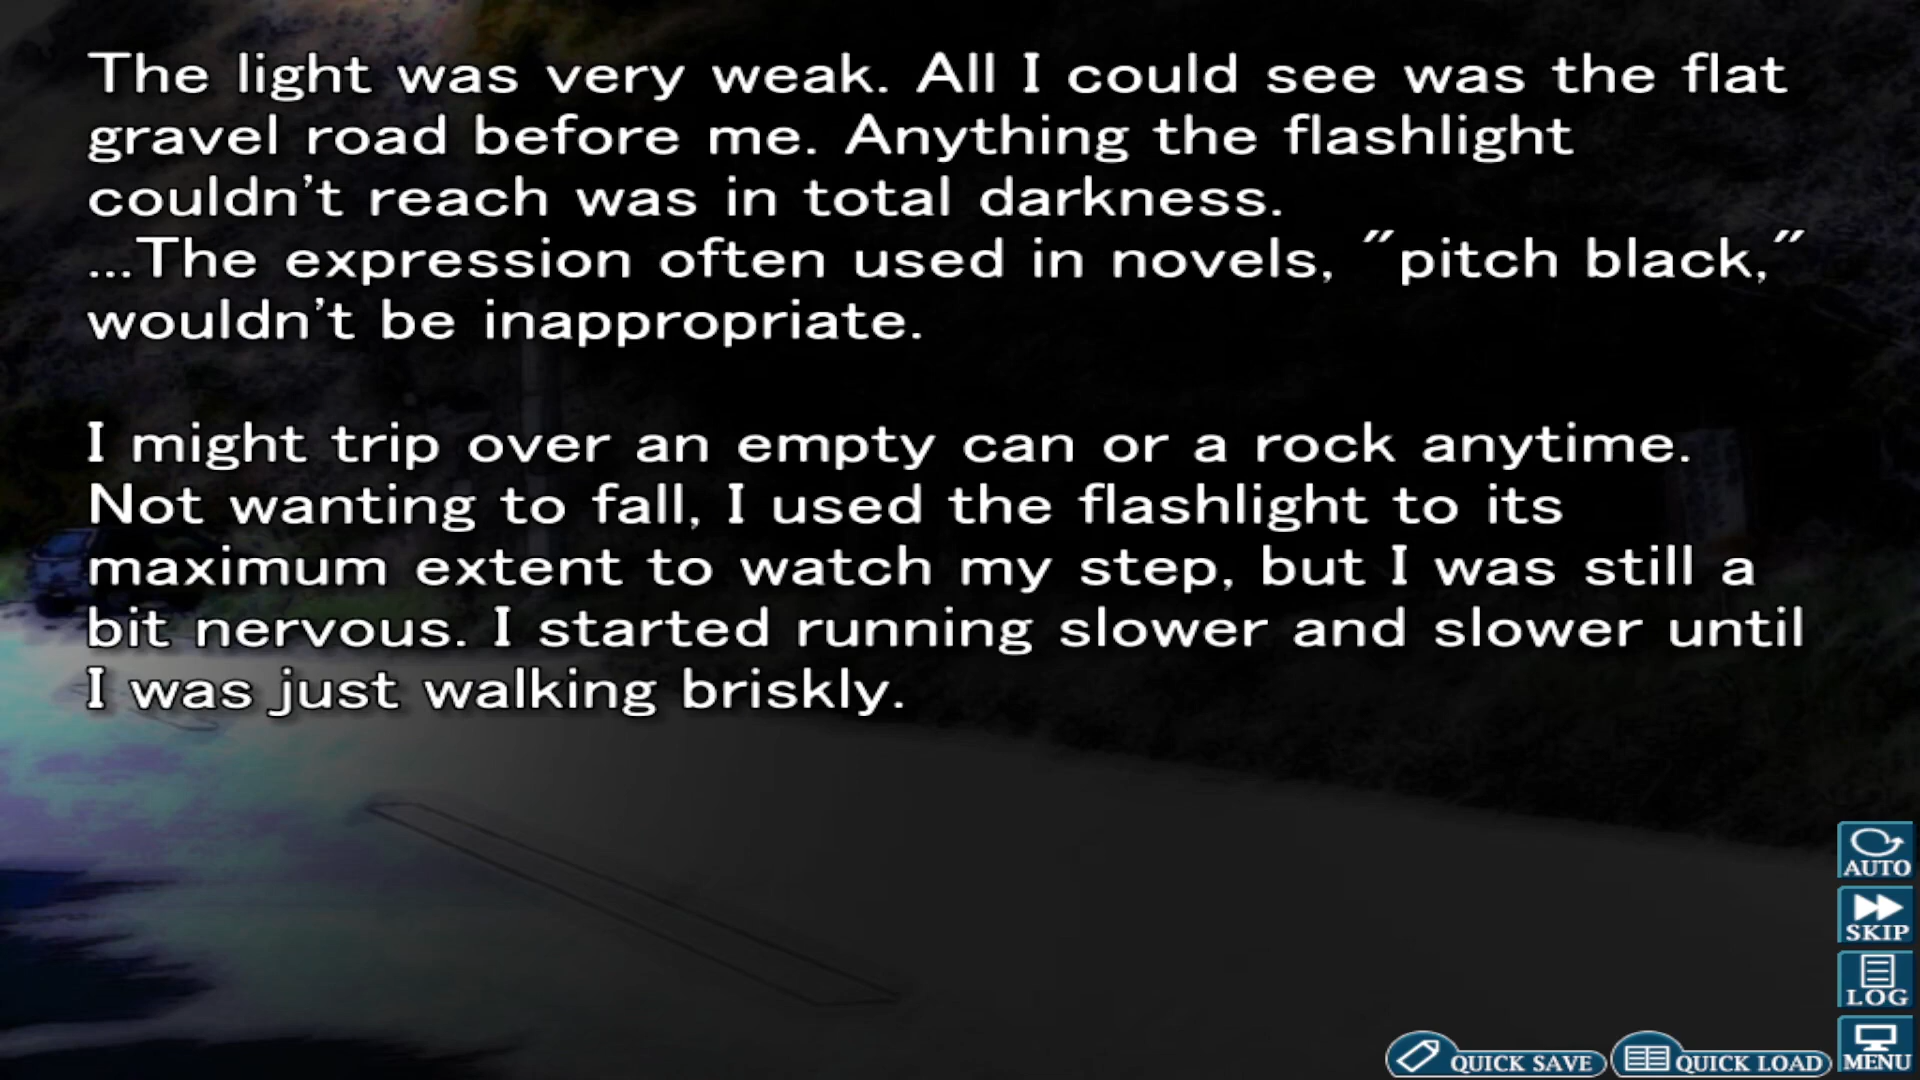 The light was very weak. All I could see was the flat
gravel road before me. Anything the flashlight
couldn't reach was in total darkness.
...The expression often used in novels, "pitch black,"
wouldn't be inappropriate.
I might trip over an empty can or a rock anytime.
Not wanting to fall, I used the flashlight to its
maximum extent to watch my step, but I was still a
bit nervous. I started running slower and slower until
I was just walking briskly.
AUTO
SKIP
LOG
MENU
QUICK SAVE
QUICK LOAD